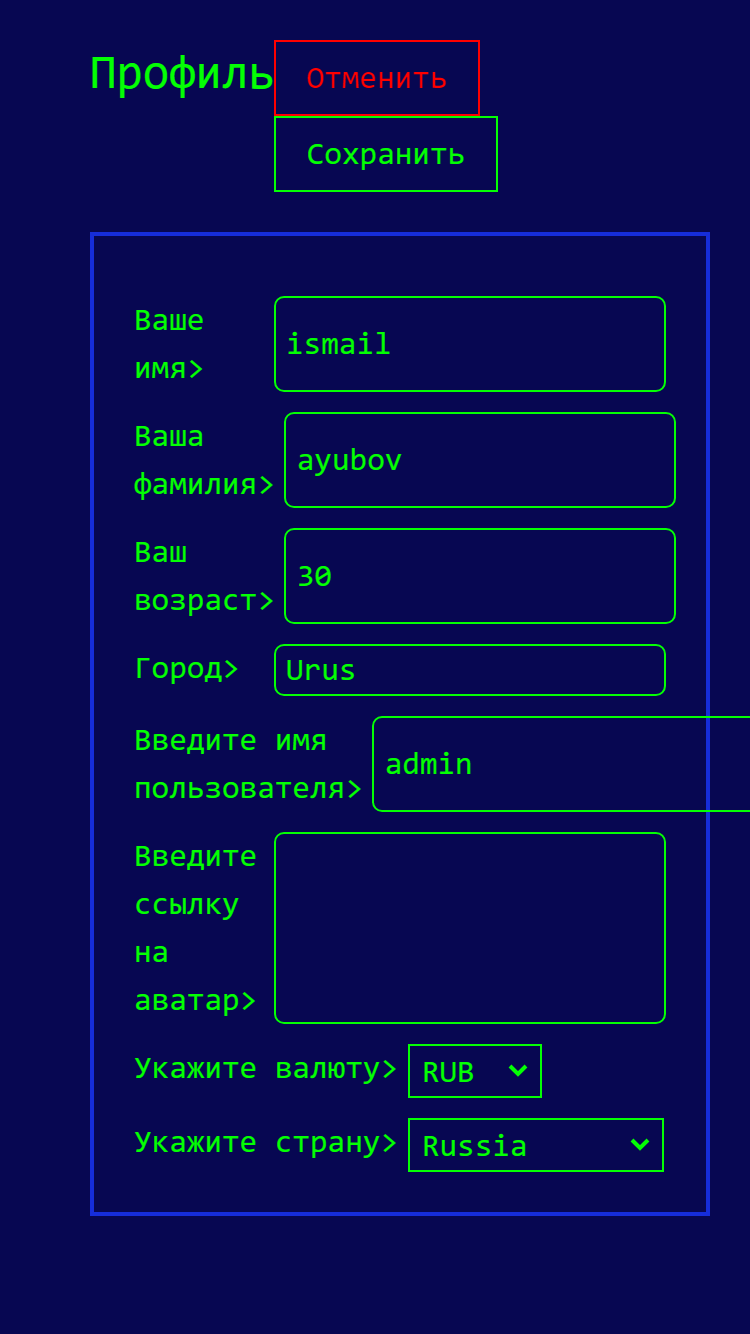 Профиль
Отменить
Сохранить
Ваше
имя>
ismail
Ваша
фамилия>
ayubov
Ваш
возраст>
30
Город>
Urus
Введите имя
пользователя>
admin
Введите
ссылку
на
аватар>
Укажите валюту>
RUB
Укажите страну>
Russia